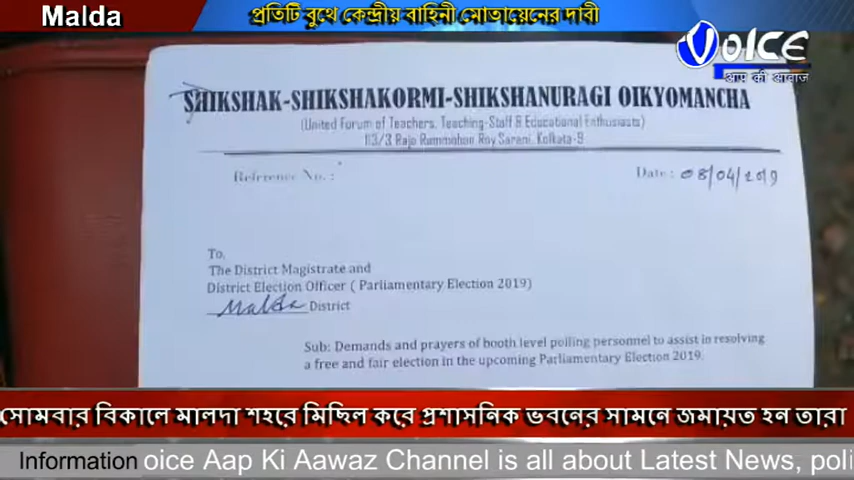 Malda
প্রতিটি বুথে কেন্দ্রীয় বাহিনী মোতায়েনের দাবী
VOICE
आप की आवाज
SHIKSHAK-SHIKSHAKORMI-SHIKSHANURAGI OIKYOMANCHA
(United Forum of Teachers, Teaching-Staff & Educational Enthusiasts)
113/3 Raja Rammohan Roy Sarani, Kolkata-9
Reference No. :
Date : 08/04/2019
To,
The District Magistrate and
District Election Officer ( Parliamentary Election 2019)
Malda District
Sub: Demands and prayers of booth level polling personnel to assist in resolving
a free and fair election in the upcoming Parliamentary Election 2019.
সোমবার বিকালে মালদা শহরে মিছিল করে প্রশাসনিক ভবনের সামনে জমায়ত হন তারা
Information oice Aap Ki Aawaz Channel is all about Latest News, poli